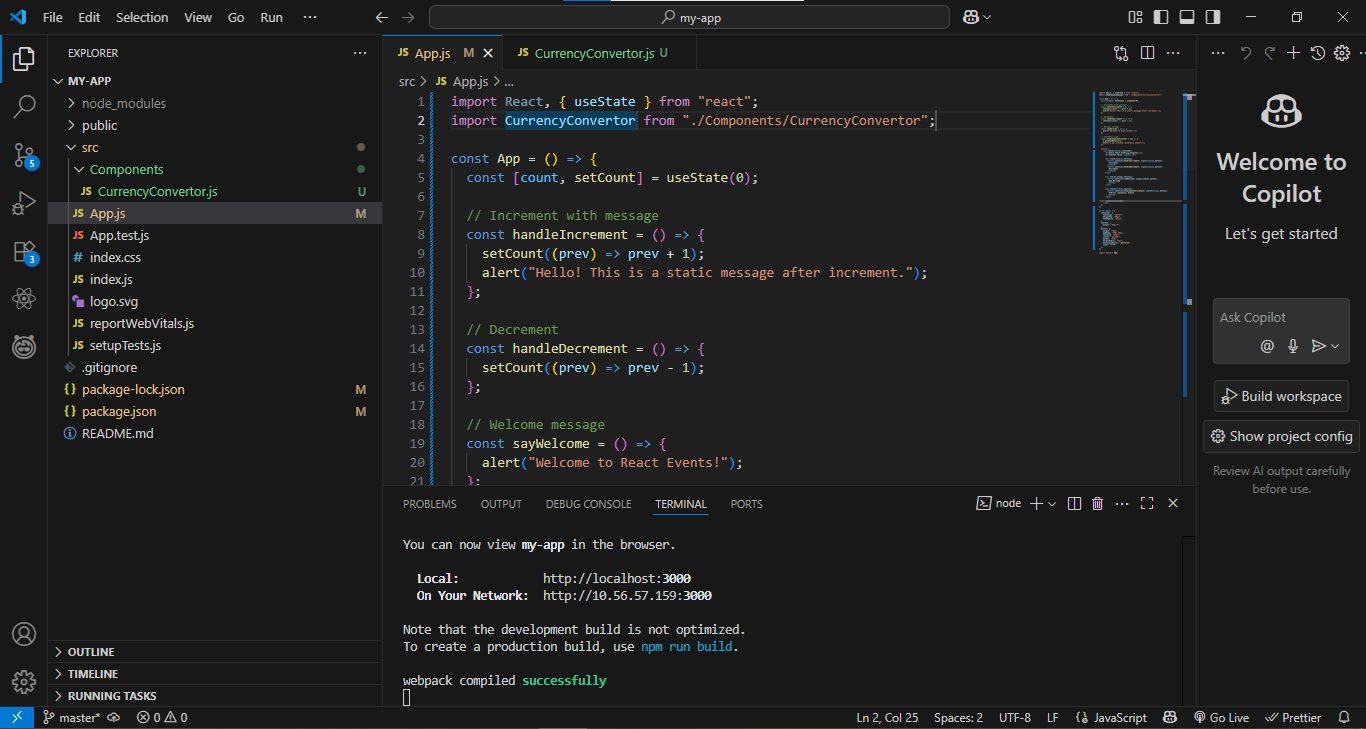 File Edit Selection View Go Run ··· my-app
EXPLORER ···
MY-APP
node_modules
public
src
Components
JS CurrencyConvertor.js U
JS App.js M
JS App.test.js
# index.css
JS index.js
logo.svg
JS reportWebVitals.js
JS setupTests.js
.gitignore
{} package-lock.json M
{} package.json M
README.md
OUTLINE
TIMELINE
RUNNING TASKS
5
3
JS App.js M JS CurrencyConvertor.js U
src > JS App.js > ...
1 import React, { useState } from "react";
2 import CurrencyConvertor from "./Components/CurrencyConvertor";
3
4 const App = () => {
5 const [count, setCount] = useState(0);
6
7 // Increment with message
8 const handleIncrement = () => {
9 setCount((prev) => prev + 1);
10 alert("Hello! This is a static message after increment.");
11 };
12
13 // Decrement
14 const handleDecrement = () => {
15 setCount((prev) => prev - 1);
16 };
17
18 // Welcome message
19 const sayWelcome = () => {
20 alert("Welcome to React Events!");
21 };
PROBLEMS OUTPUT DEBUG CONSOLE TERMINAL PORTS node
You can now view my-app in the browser.
Local: http://localhost:3000
On Your Network: http://10.56.57.159:3000
Note that the development build is not optimized.
To create a production build, use npm run build.
webpack compiled successfully
Welcome to
Copilot
Let's get started
Ask Copilot
@
Build workspace
Show project config
Review AI output carefully
before use.
master* 0 0 Ln 2, Col 25 Spaces: 2 UTF-8 LF {} JavaScript Go Live Prettier